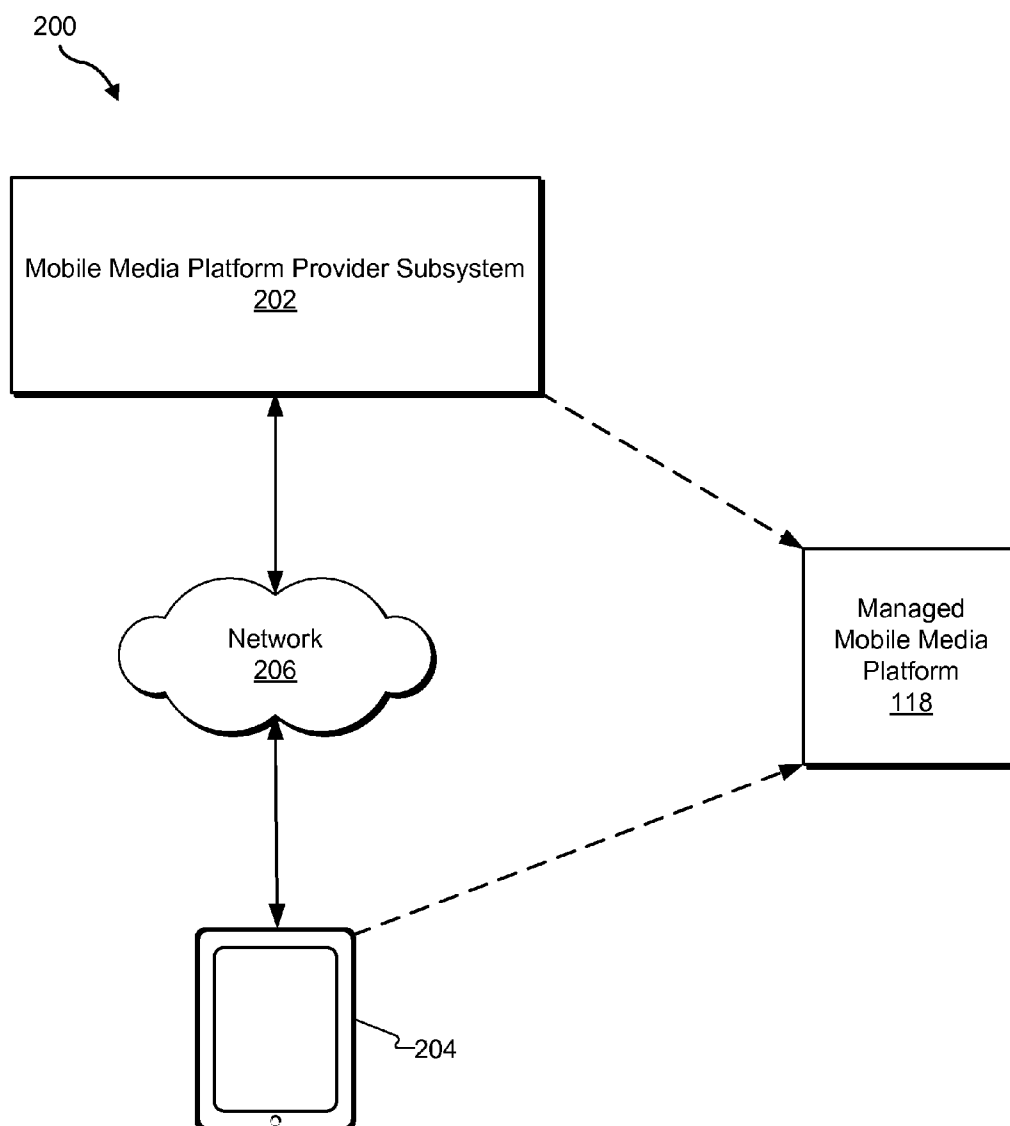 200
Mobile Media Platform Provider Subsystem
202
Network
206
Managed
Mobile Media
Platform
118
204